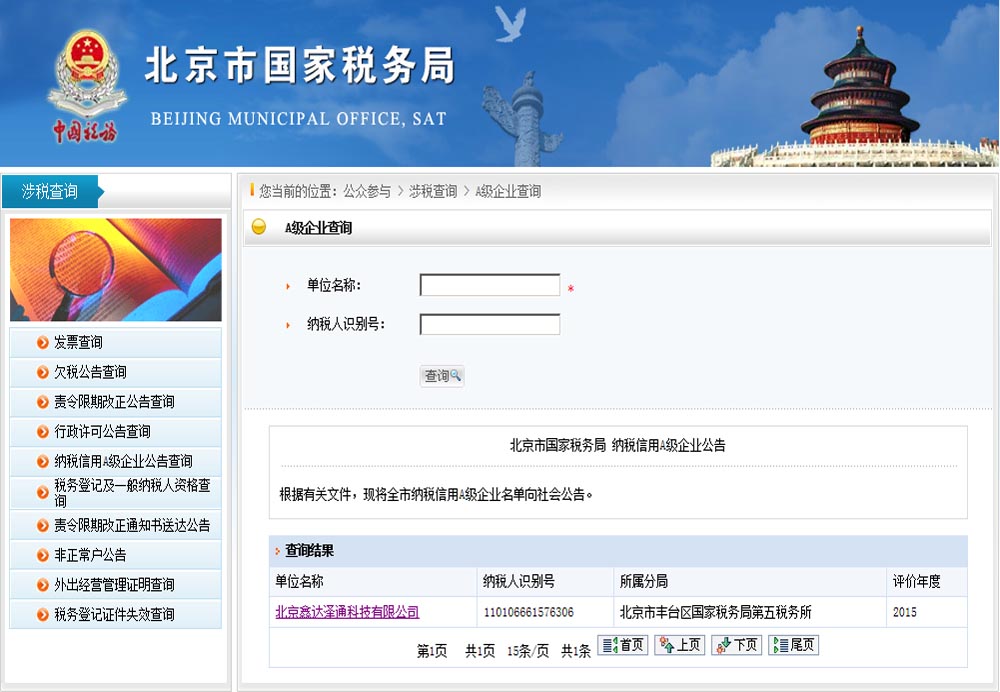 北京市国家税务局
BEIJING MUNICIPAL OFFICE, SAT
中国税务
涉税查询
发票查询
欠税公告查询
责令限期改正公告查询
行政许可公告查询
纳税信用A级企业公告查询
税务登记及一般纳税人资格查
询
责令限期改正通知书送达公告
非正常户公告
外出经营管理证明查询
税务登记证件失效查询
您当前的位置：公众参与 > 涉税查询 > A级企业查询
A级企业查询
单位名称：
*
纳税人识别号：
查询
北京市国家税务局 纳税信用A级企业公告
根据有关文件，现将全市纳税信用A级企业名单向社会公告。
查询结果
单位名称 纳税人识别号 所属分局 评价年度
北京鑫达泽通科技有限公司 110106661576306 北京市丰台区国家税务局第五税务所 2015
第1页 共1页 15条/页 共1条 首页 上页 下页 尾页